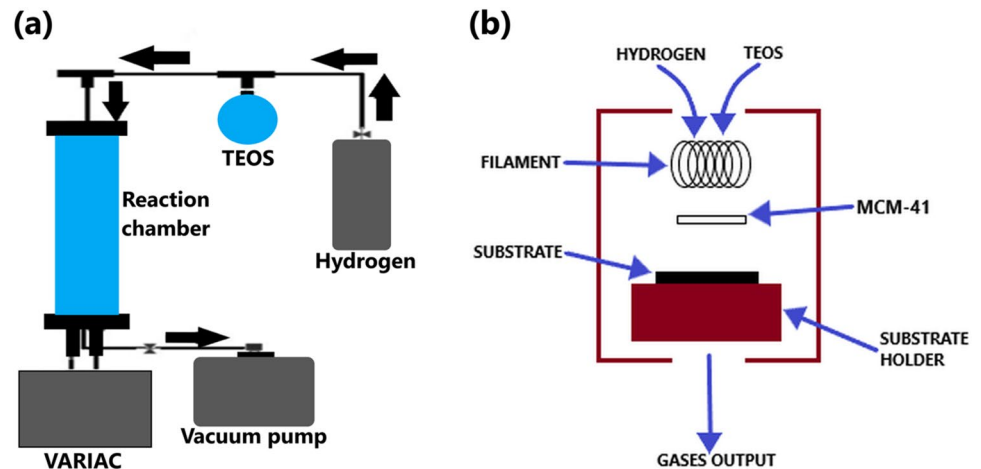 (a)
TEOS
Hydrogen
Reaction
chamber
Vacuum pump
VARIAC
(b)
HYDROGEN
TEOS
FILAMENT
MCM-41
SUBSTRATE
SUBSTRATE
HOLDER
GASES OUTPUT